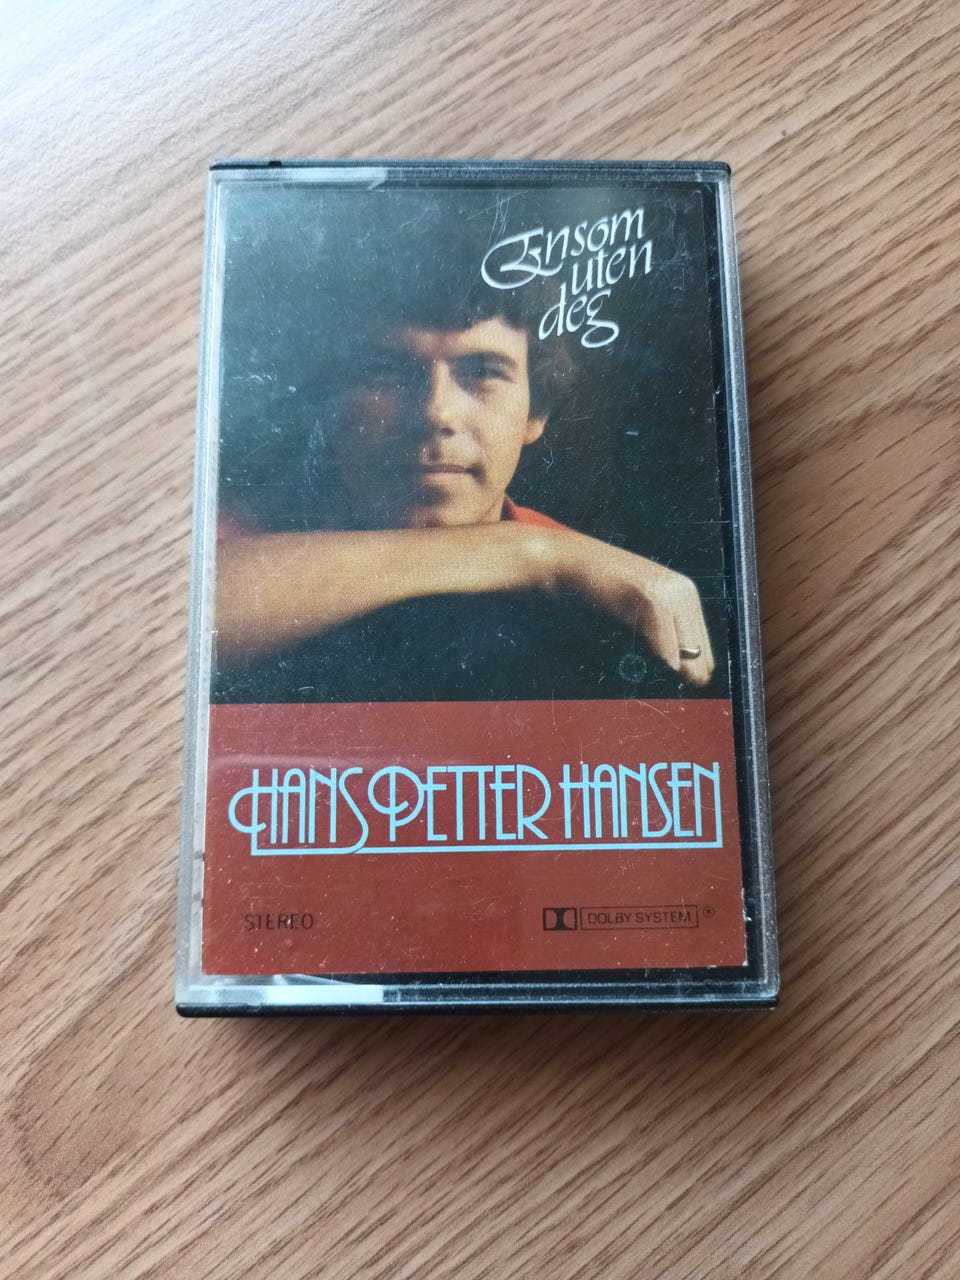 Ensom
uten
deg
HANS PETTER HANSEN
STEREO
DOLBY SYSTEM ®